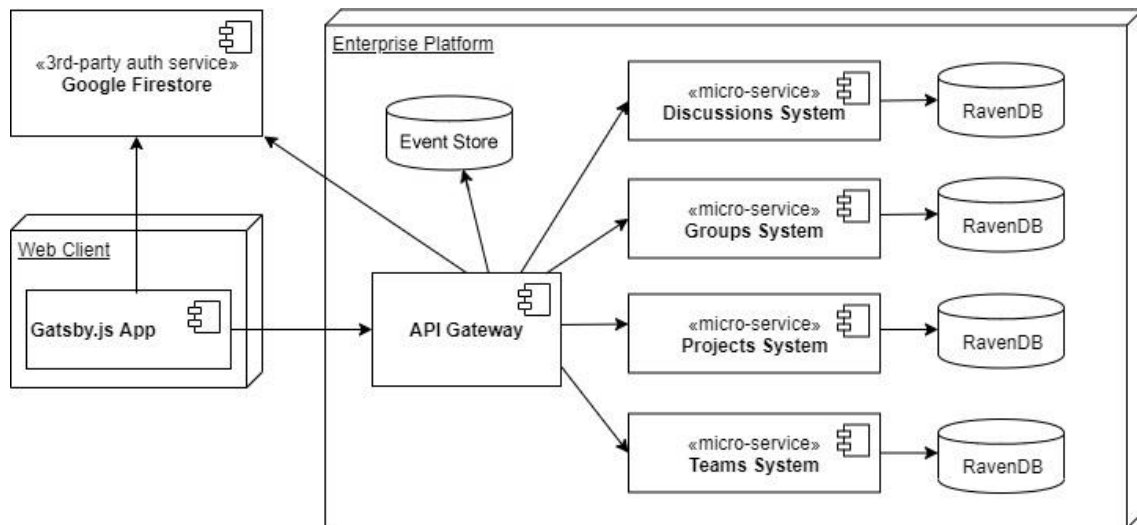 «3rd-party auth service»
Google Firestore
Web Client
Gatsby.js App
Enterprise Platform
Event Store
API Gateway
«micro-service»
Discussions System
RavenDB
«micro-service»
Groups System
RavenDB
«micro-service»
Projects System
RavenDB
«micro-service»
Teams System
RavenDB